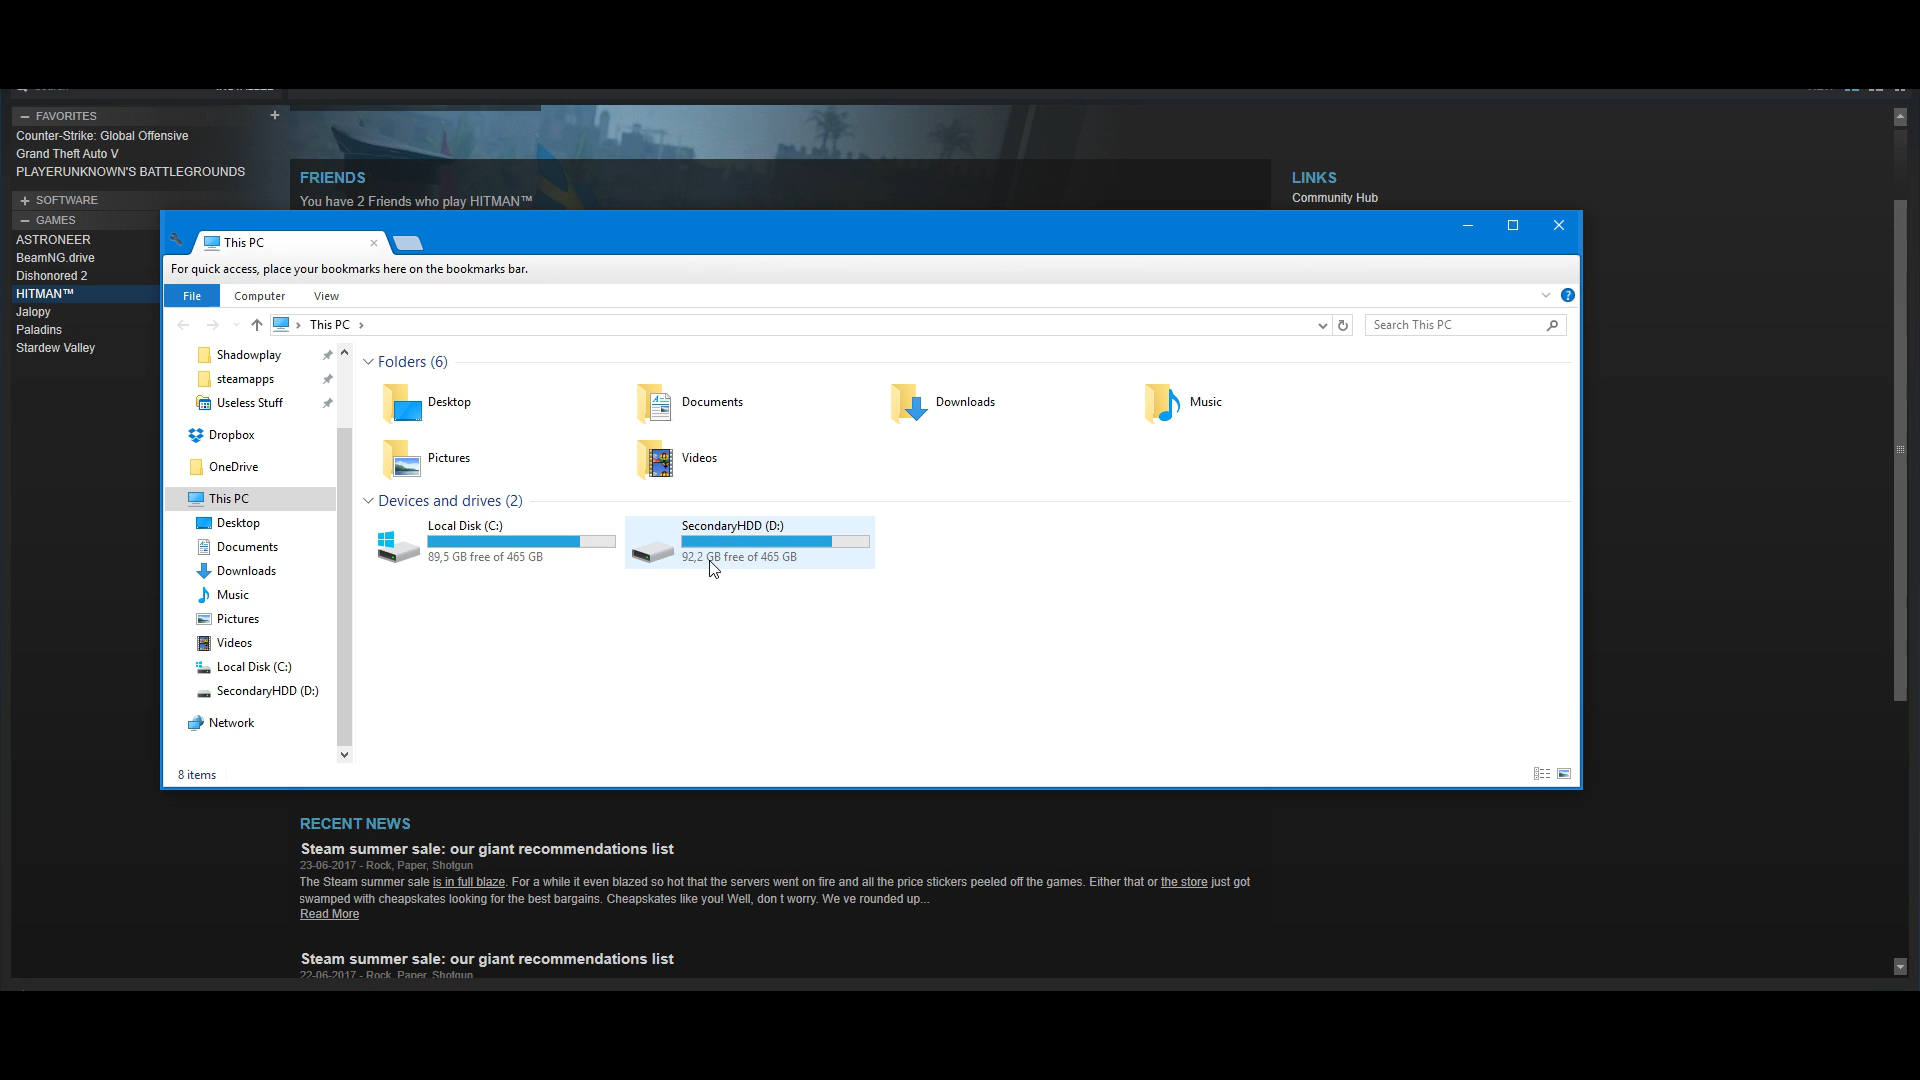 FAVORITES
Counter-Strike: Global Offensive
Grand Theft Auto V
PLAYERUNKNOWN'S BATTLEGROUNDS
SOFTWARE
GAMES
ASTRONEER
BeamNG.drive
Dishonored 2
HITMAN™
Jalopy
Paladins
Stardew Valley
FRIENDS
You have 2 Friends who play HITMAN™
LINKS
Community Hub
This PC
For quick access, place your bookmarks here on the bookmarks bar.
File Computer View
This PC
Search This PC
Shadowplay
steamapps
Useless Stuff
Dropbox
OneDrive
This PC
Desktop
Documents
Downloads
Music
Pictures
Videos
Local Disk (C:)
SecondaryHDD (D:)
Network
Folders (6)
Desktop
Documents
Downloads
Music
Pictures
Videos
Devices and drives (2)
Local Disk (C:)
89,5 GB free of 465 GB
SecondaryHDD (D:)
92,2 GB free of 465 GB
8 items
RECENT NEWS
Steam summer sale: our giant recommendations list
23-06-2017 - Rock, Paper, Shotgun
The Steam summer sale is in full blaze. For a while it even blazed so hot that the servers went on fire and all the price stickers peeled off the games. Either that or the store just got
swamped with cheapskates looking for the best bargains. Cheapskates like you! Well, don t worry. We ve rounded up...
Read More
Steam summer sale: our giant recommendations list
22-06-2017 - Rock, Paper, Shotgun